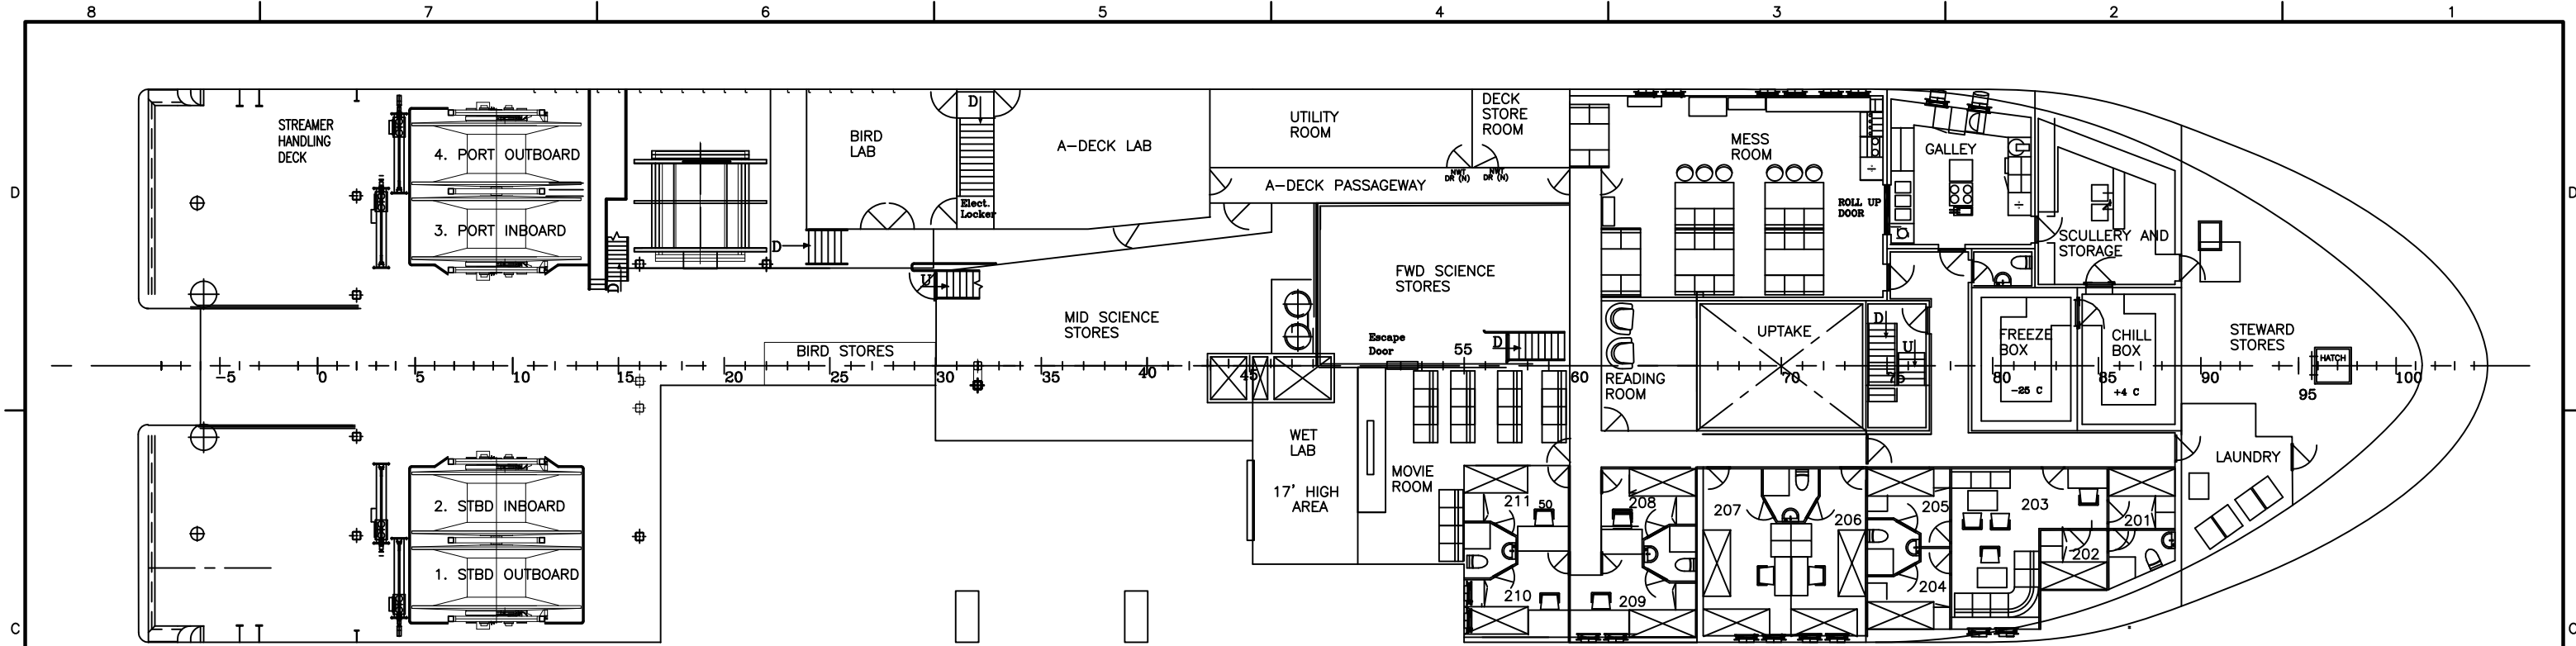 8 7 6 5 4 3 2 1
D
D
C
C
STREAMER
HANDLING
DECK
4. PORT OUTBOARD
3. PORT INBOARD
2. STBD INBOARD
1. STBD OUTBOARD
D
D
BIRD
LAB
D
Elect.
Locker
U
A-DECK LAB
UTILITY
ROOM
DECK
STORE
ROOM
A-DECK PASSAGEWAY
NWT
DR (N)
NWT
DR (N)
MID SCIENCE
STORES
BIRD STORES
FWD SCIENCE
STORES
Escape
Door
D
MESS
ROOM
ROLL UP
DOOR
GALLEY
SCULLERY AND
STORAGE
READING
ROOM
UPTAKE
D
U
FREEZE
BOX
-25 C
CHILL
BOX
+4 C
STEWARD
STORES
HATCH
-5 0 5 10 15 20 25 30 35 40 45 55 60 70 75 80 85 90 95 100
WET
LAB
17' HIGH
AREA
MOVIE
ROOM
LAUNDRY
211
50
208
207
206
205
203
201
202
210
209
204